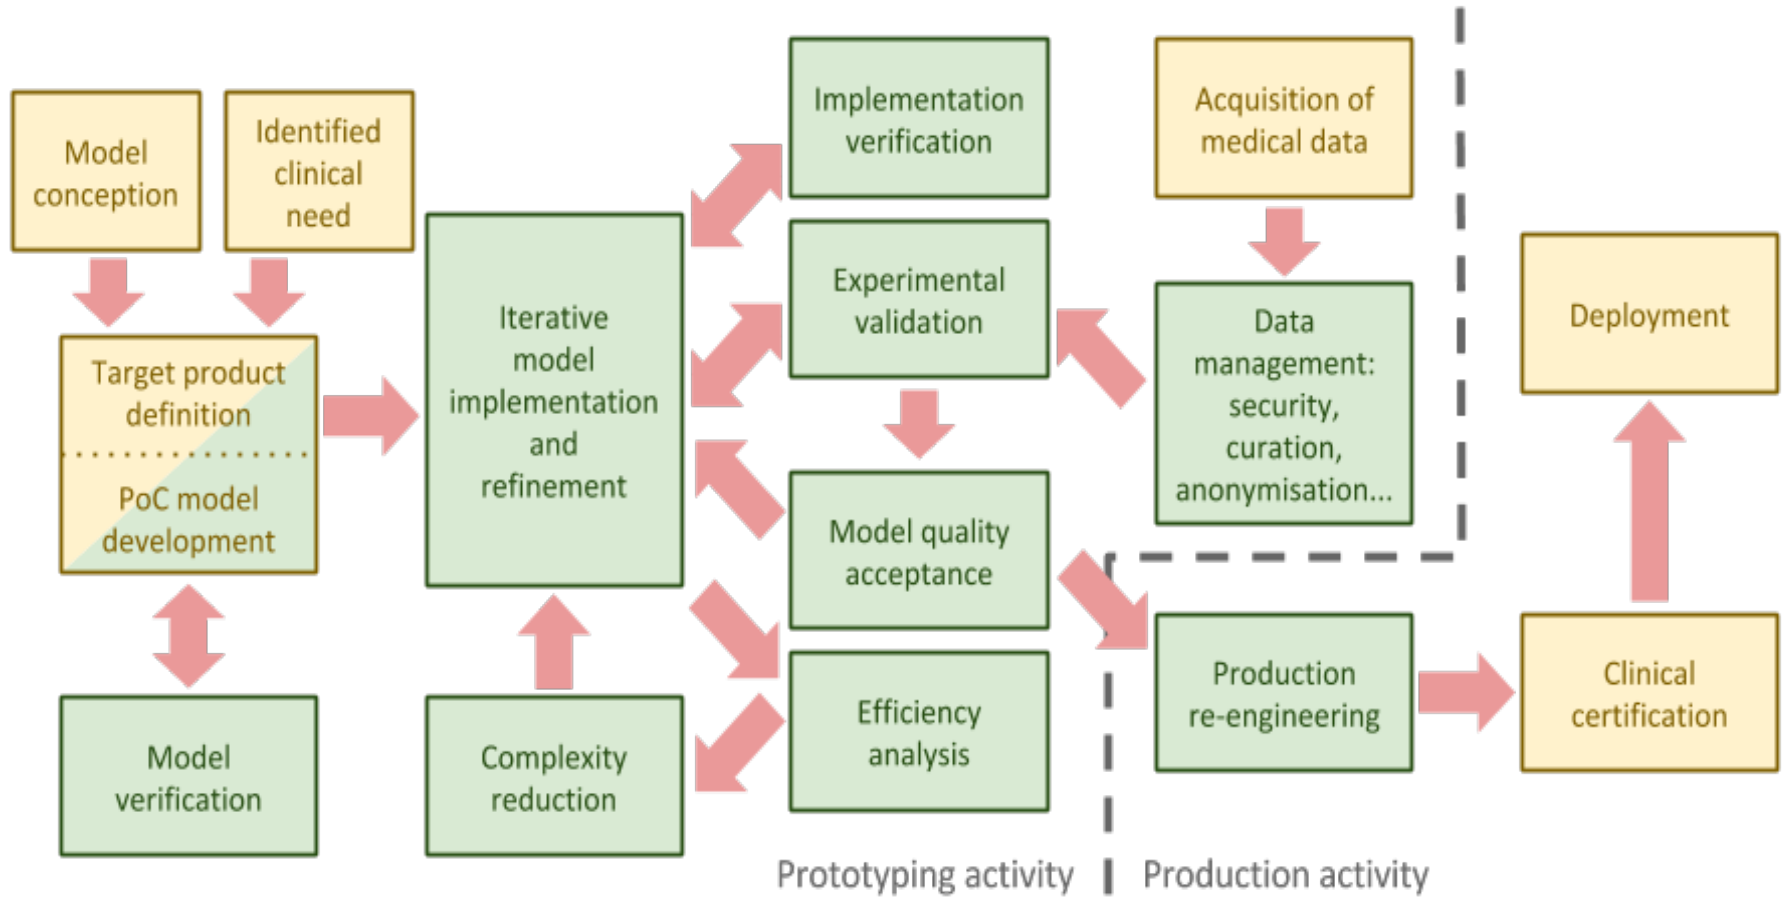 Model
conception
Identified
clinical
need
Target product
definition
PoC model
development
Model
verification
Iterative
model
implementation
and
refinement
Complexity
reduction
Implementation
verification
Experimental
validation
Model quality
acceptance
Efficiency
analysis
Acquisition of
medical data
Data
management:
security,
curation,
anonymisation...
Production
re-engineering
Deployment
Clinical
certification
Prototyping activity
Production activity